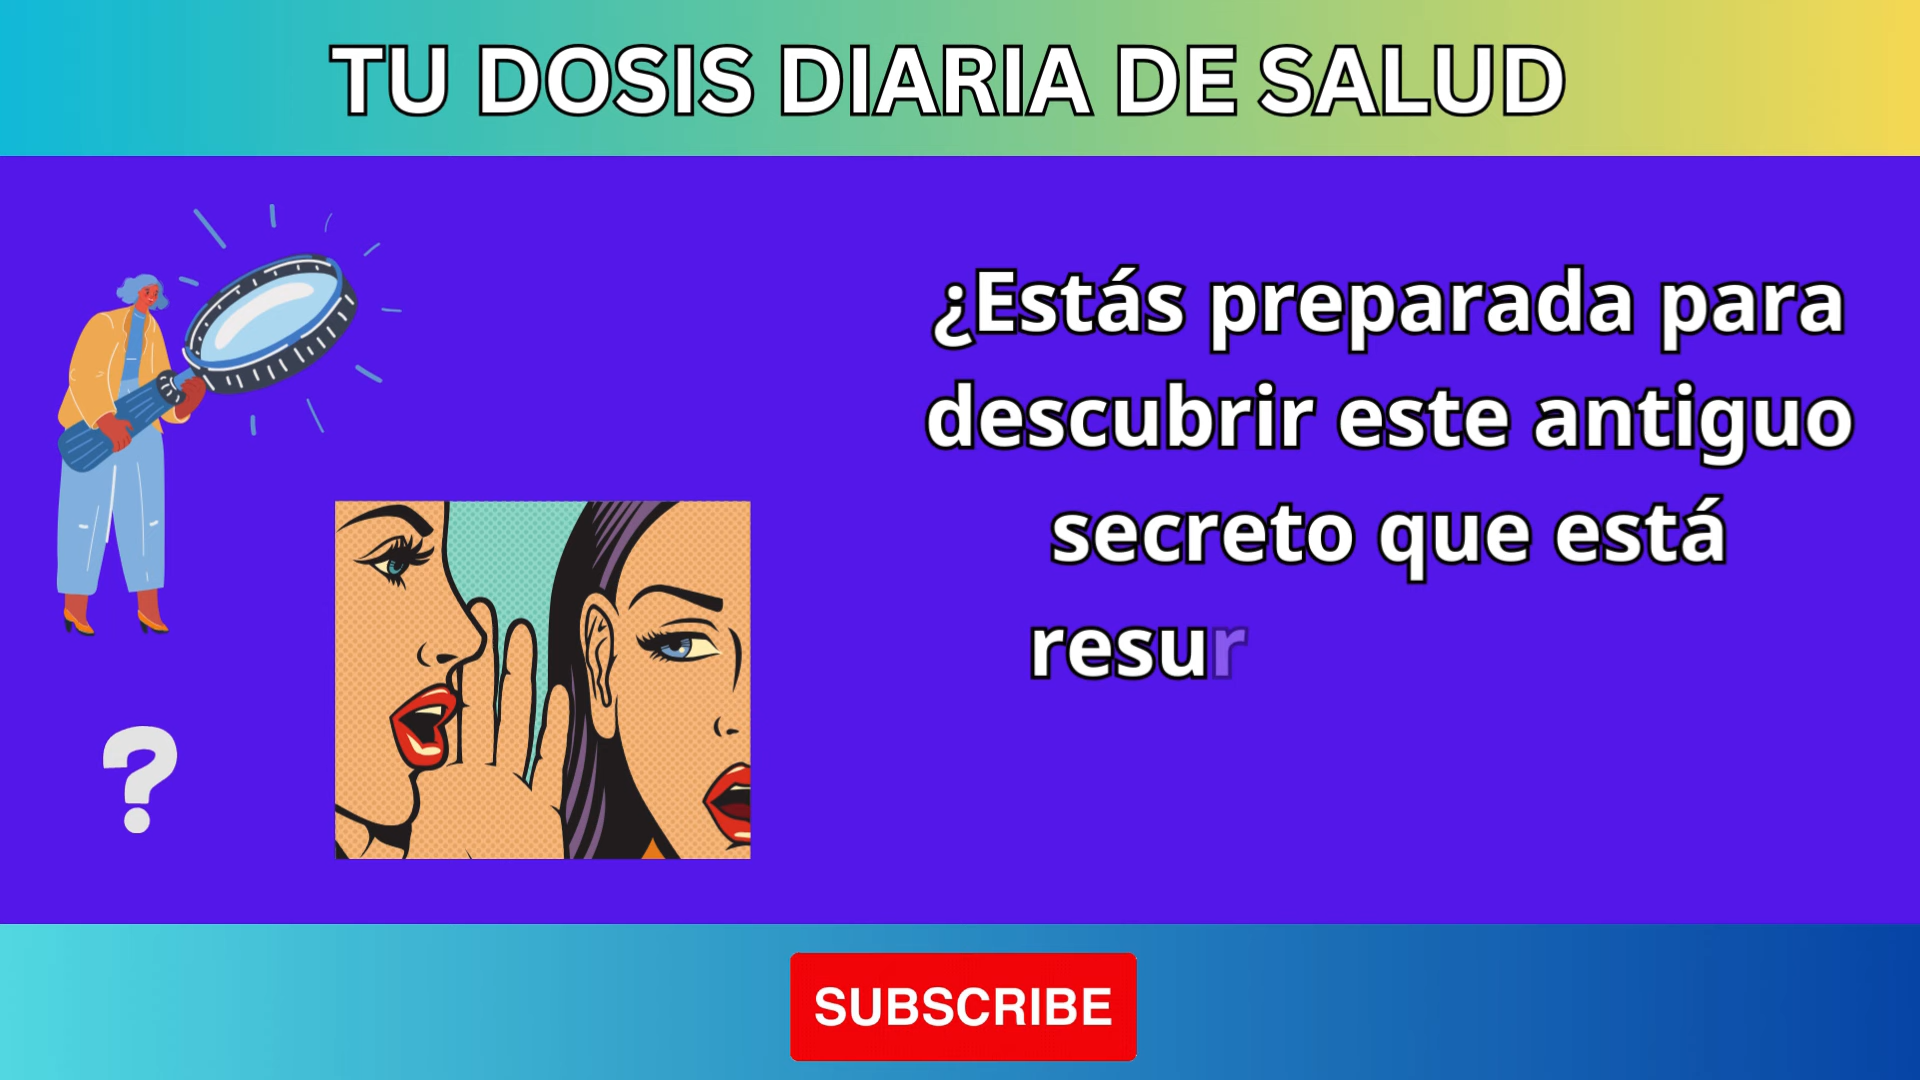 TU DOSIS DIARIA DE SALUD
¿Estás preparada para
descubrir este antiguo
secreto que está
resur
?
SUBSCRIBE